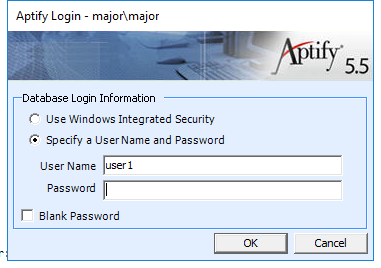 Aptify Login - major\major
Aptify®
5.5
Database Login Information
Use Windows Integrated Security
Specify a User Name and Password
User Name user1
Password
Blank Password
OK Cancel